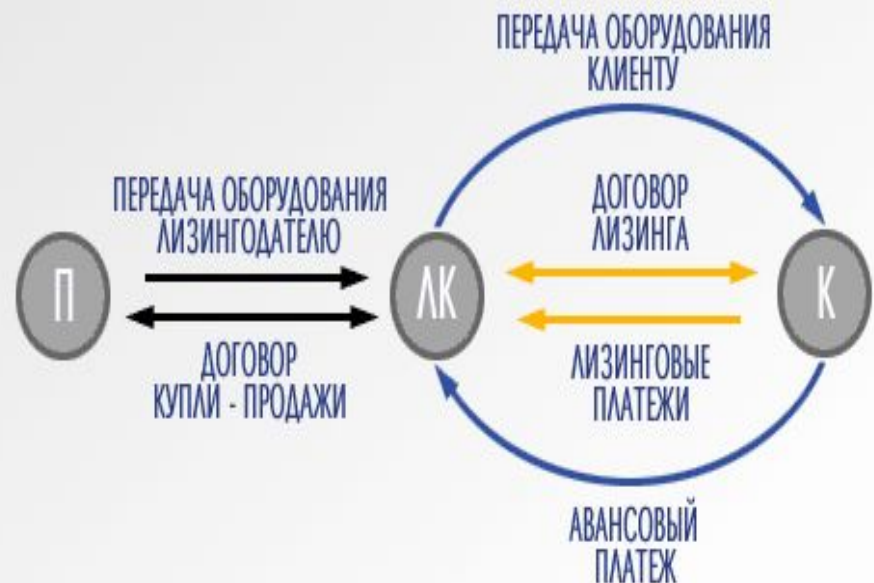 ПЕРЕДАЧА ОБОРУДОВАНИЯ
КЛИЕНТУ
ПЕРЕДАЧА ОБОРУДОВАНИЯ
ЛИЗИНГОДАТЕЛЮ
ДОГОВОР
ЛИЗИНГА
П
ЛК
К
ДОГОВОР
КУПЛИ - ПРОДАЖИ
ЛИЗИНГОВЫЕ
ПЛАТЕЖИ
АВАНСОВЫЙ
ПЛАТЕЖ